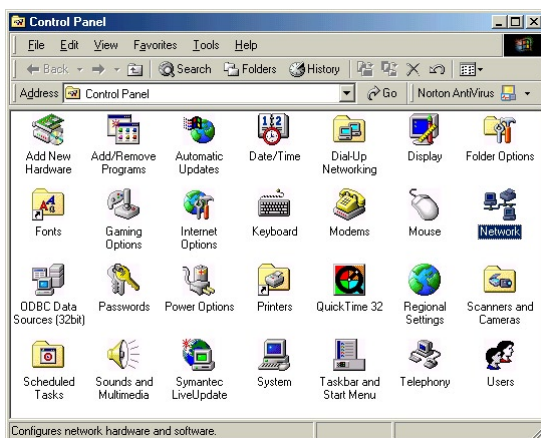 Control Panel
File Edit View Favorites Tools Help
Back Search Folders History
Address Control Panel Go Norton AntiVirus
Add New Hardware
Add/Remove Programs
Automatic Updates
Date/Time
Dial-Up Networking
Display
Folder Options
Fonts
Gaming Options
Internet Options
Keyboard
Modems
Mouse
Network
ODBC Data Sources (32bit)
Passwords
Power Options
Printers
QuickTime 32
Regional Settings
Scanners and Cameras
Scheduled Tasks
Sounds and Multimedia
Symantec LiveUpdate
System
Taskbar and Start Menu
Telephony
Users
Configures network hardware and software.